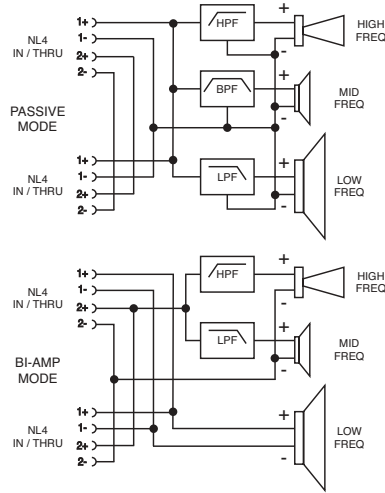 1+
1-
2+
2-
NL4
IN / THRU
HPF
+
-
HIGH
FREQ
PASSIVE
MODE
BPF
+
-
MID
FREQ
1+
1-
2+
2-
NL4
IN / THRU
LPF
+
-
LOW
FREQ
1+
1-
2+
2-
NL4
IN / THRU
HPF
+
-
HIGH
FREQ
BI-AMP
MODE
LPF
+
-
MID
FREQ
1+
1-
2+
2-
NL4
IN / THRU
+
-
LOW
FREQ